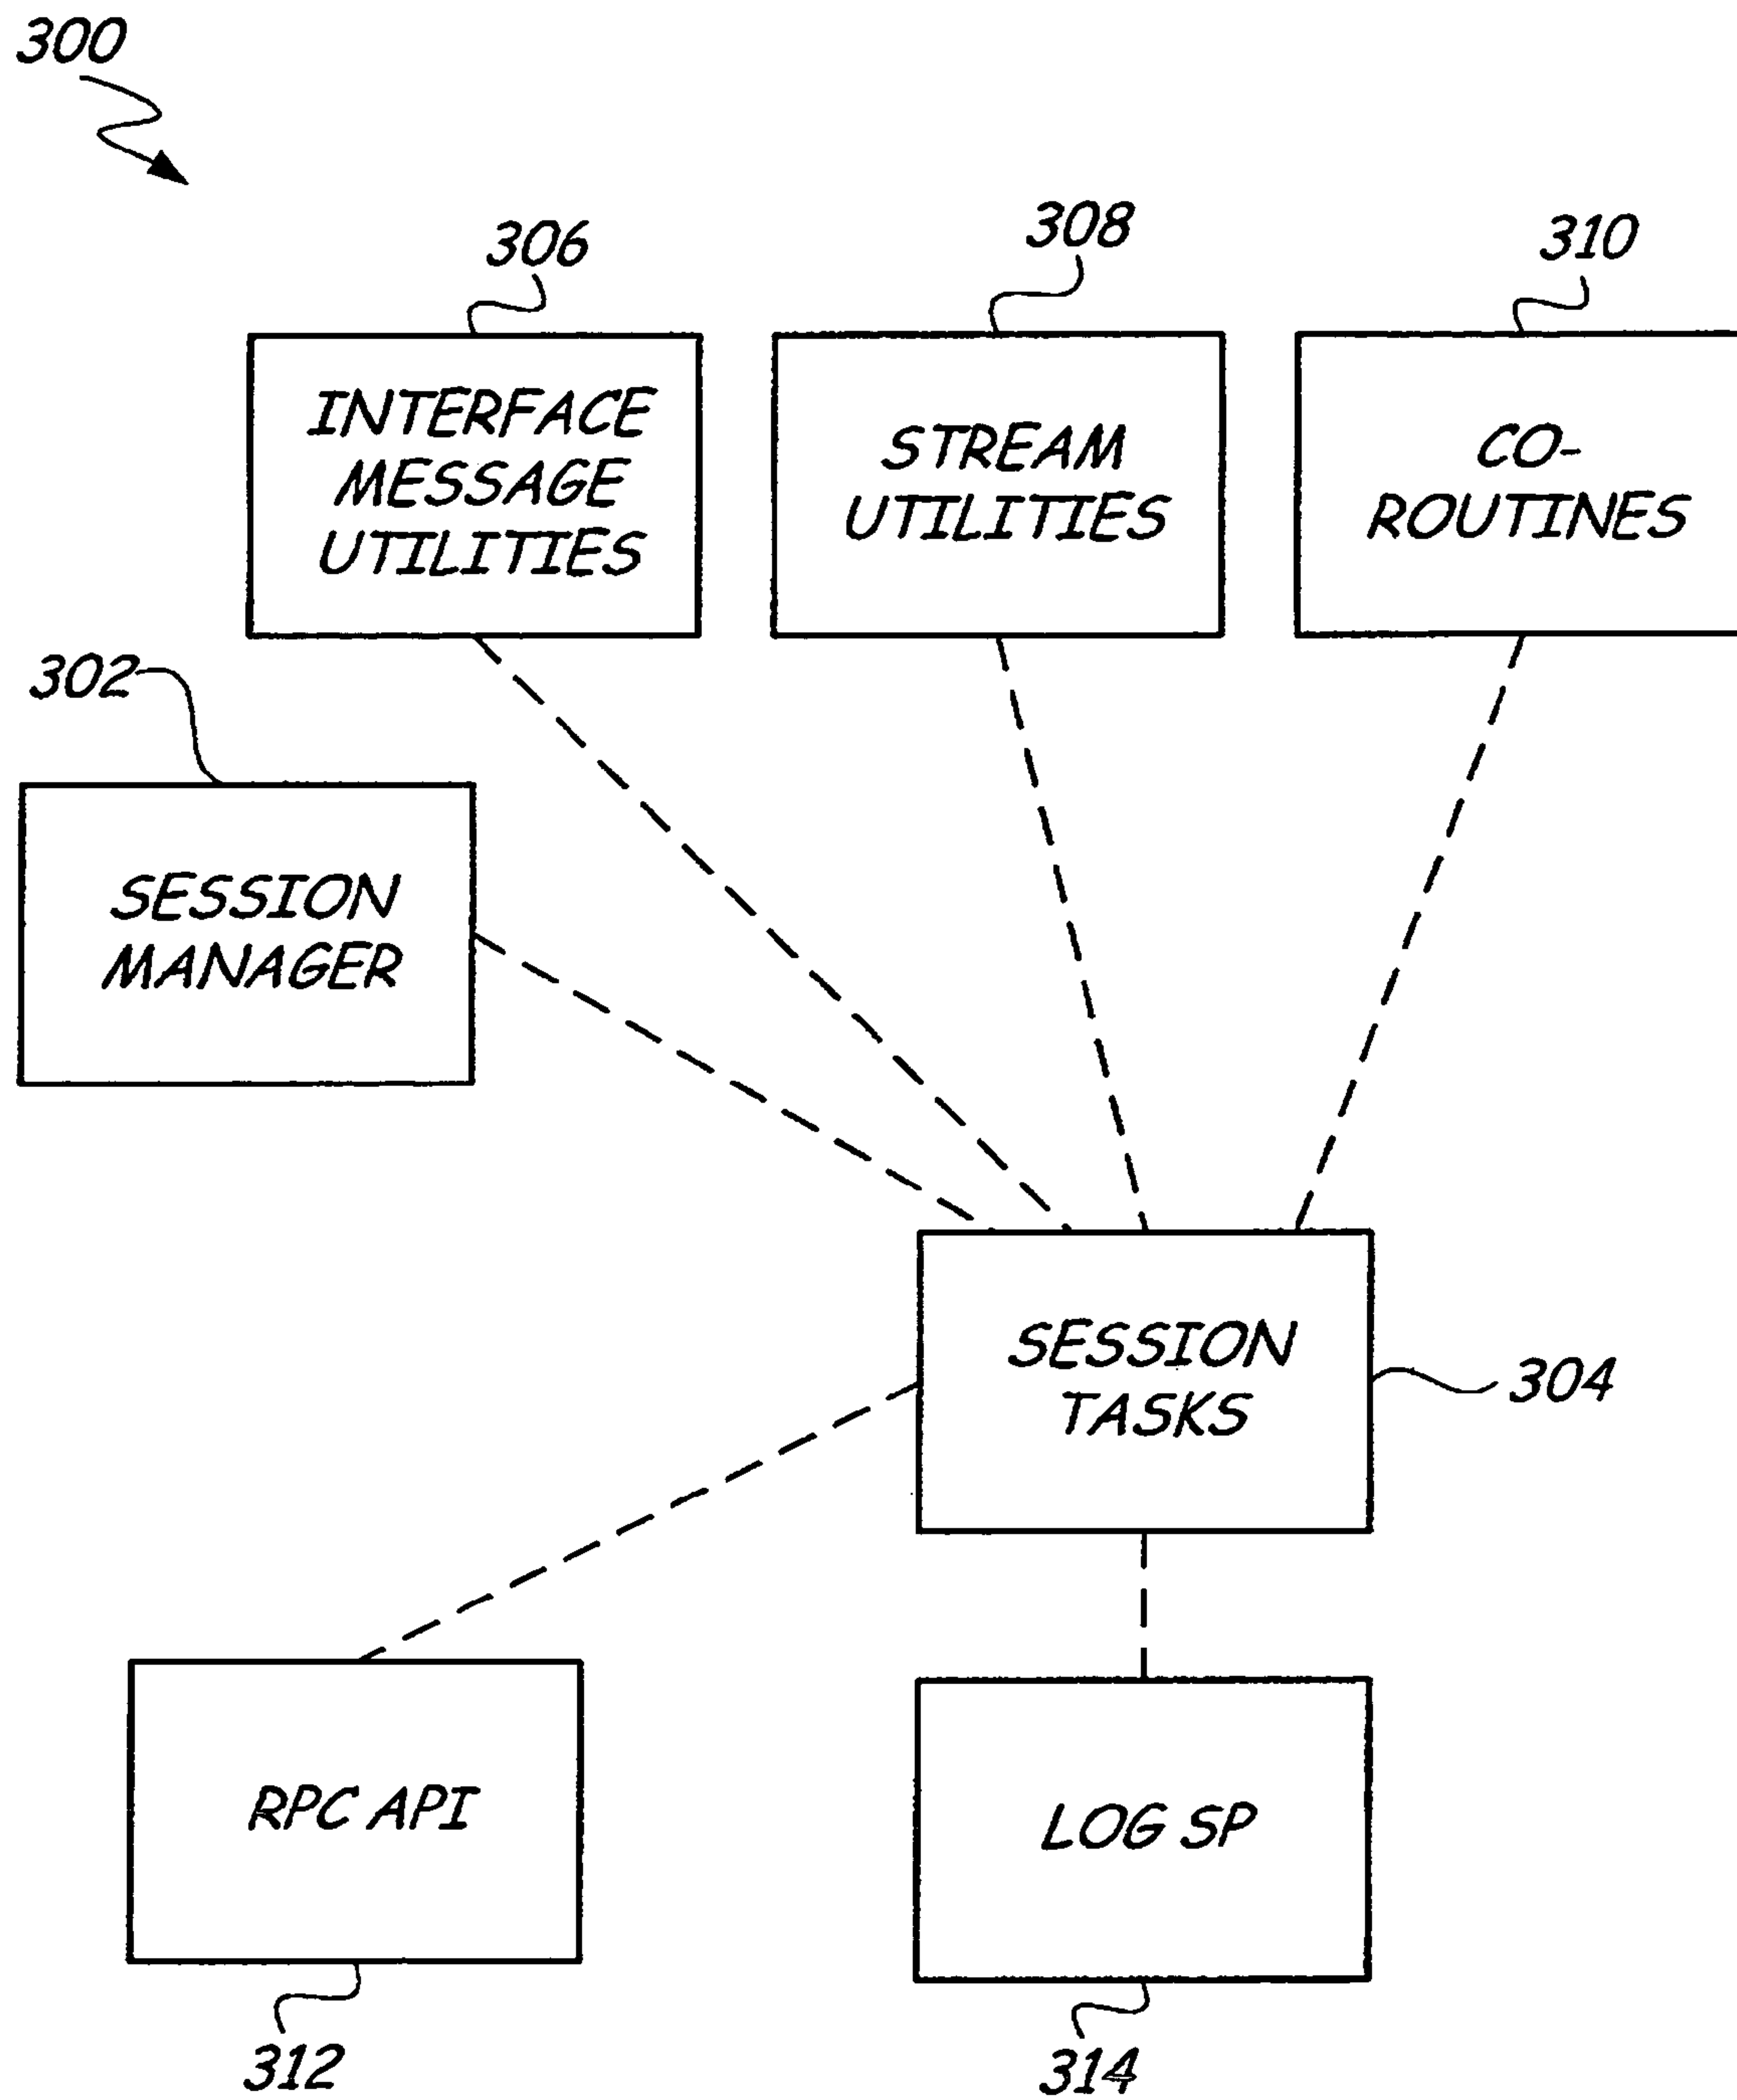 300
306
308
310
INTERFACE
MESSAGE
UTILITIES
STREAM
UTILITIES
CO-
ROUTINES
302
SESSION
MANAGER
SESSION
TASKS
304
RPC API
LOG SP
312
314